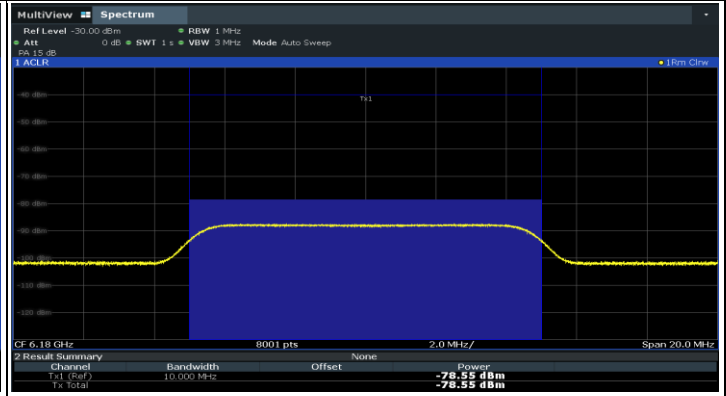 MultiView Spectrum
Ref Level -30.00 dBm RBW 1 MHz
Att 0 dB SWT 1 s VBW 3 MHz Mode Auto Sweep
PA 15 dB
1 ACLR 1Rm Clrw
-40 dBm
Tx1
-50 dBm
-60 dBm
-70 dBm
-80 dBm
-90 dBm
-100 dBm
-110 dBm
-120 dBm
CF 6.18 GHz 8001 pts 2.0 MHz/ Span 20.0 MHz
2 Result Summary None
Channel Bandwidth Offset Power
Tx1 (Ref) 10.000 MHz -78.55 dBm
Tx Total -78.55 dBm